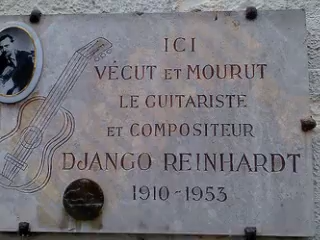 ICI
VÉCUT ET MOURUT
LE GUITARISTE
ET COMPOSITEUR
DJANGO REINHARDT
1910-1953